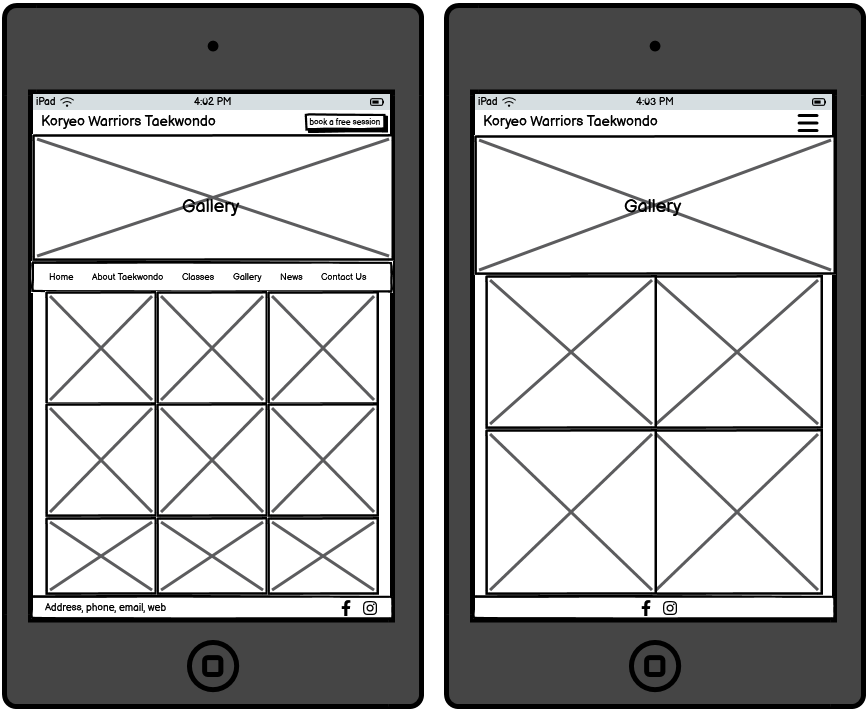 iPad 4:02 PM
Koryeo Warriors Taekwondo book a free session
Gallery
Home About Taekwondo Classes Gallery News Contact Us
Address, phone, email, web
iPad 4:03 PM
Koryeo Warriors Taekwondo
Gallery